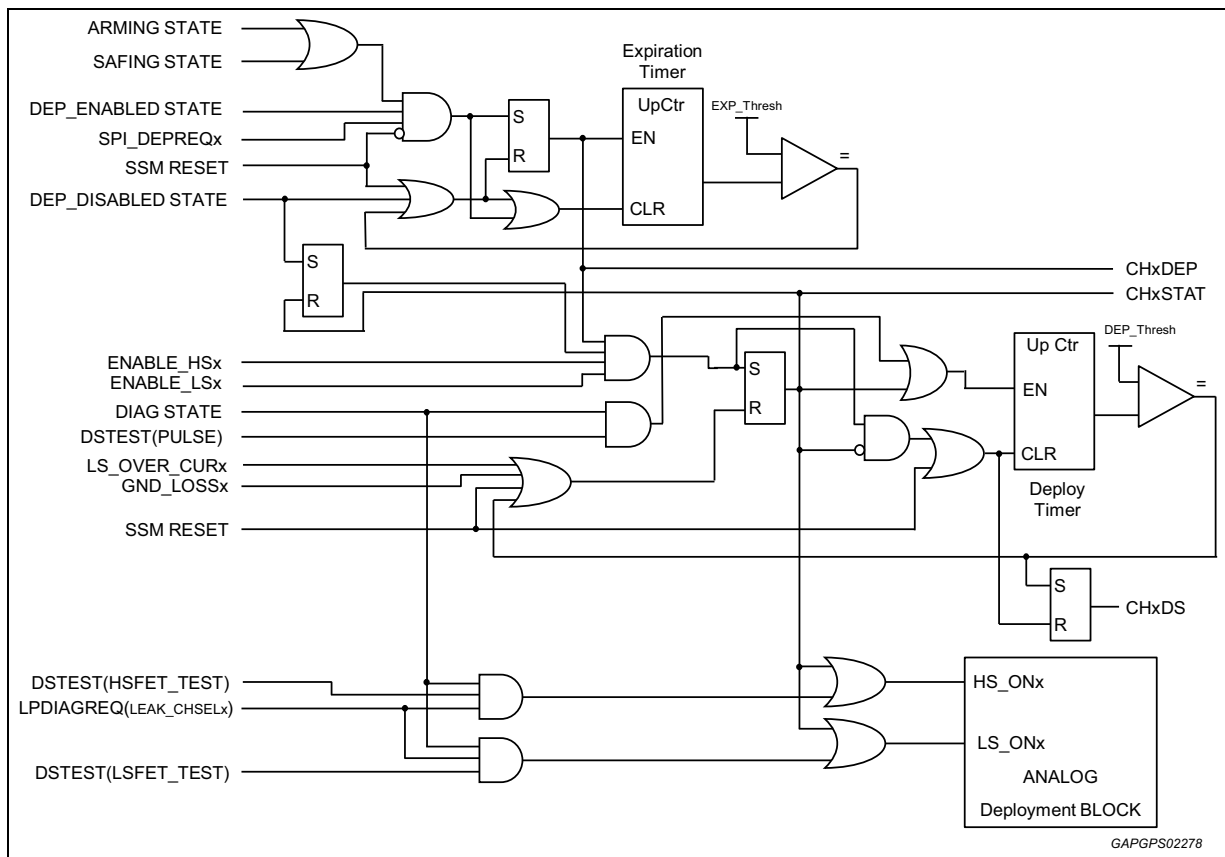 ARMING STATE
SAFING STATE
DEP_ENABLED STATE
SPI_DEPREQx
SSM RESET
DEP_DISABLED STATE
Expiration
Timer
UpCtr
EN
CLR
EXP_Thresh
=
S
R
S
R
CHxDEP
CHxSTAT
ENABLE_HSx
ENABLE_LSx
DIAG STATE
DSTEST(PULSE)
LS_OVER_CURx
GND_LOSSx
SSM RESET
S
R
Up Ctr
EN
CLR
Deploy
Timer
DEP_Thresh
=
S
R
CHxDS
DSTEST(HSFET_TEST)
LPDIAGREQ(LEAK_CHSELx)
DSTEST(LSFET_TEST)
HS_ONx
LS_ONx
ANALOG
Deployment BLOCK
GAPGPS02278